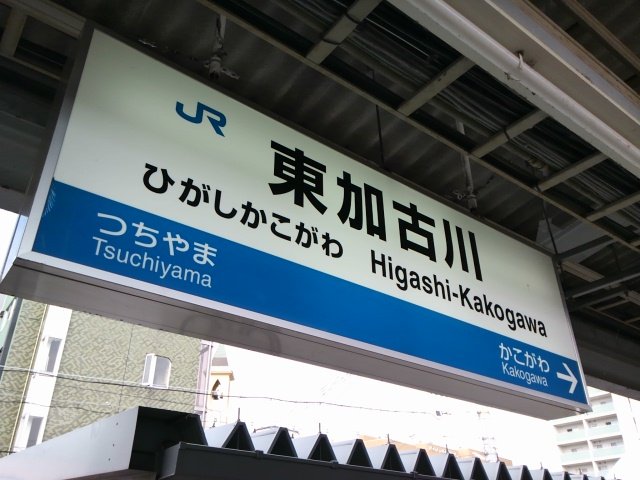 JR
東加古川
ひがしかこがわ Higashi-Kakogawa
つちやま
Tsuchiyama
かこがわ
Kakogawa →